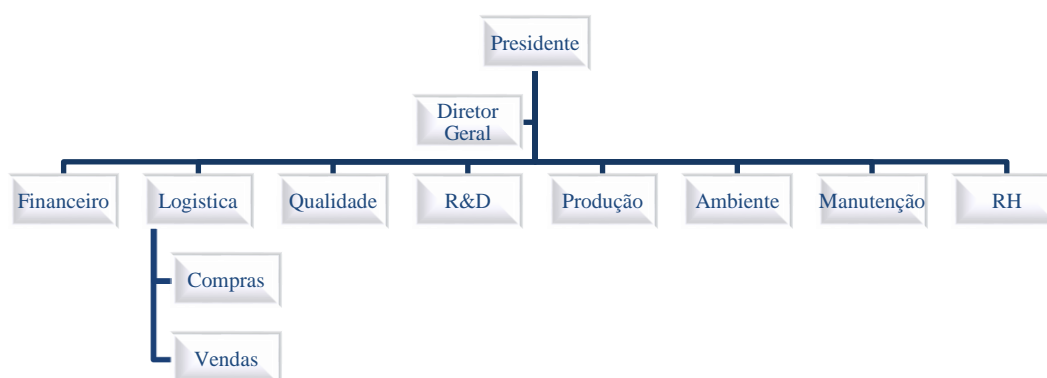 Presidente
Diretor
Geral
Financeiro
Logistica
Qualidade
R&D
Produção
Ambiente
Manutenção
RH
Compras
Vendas